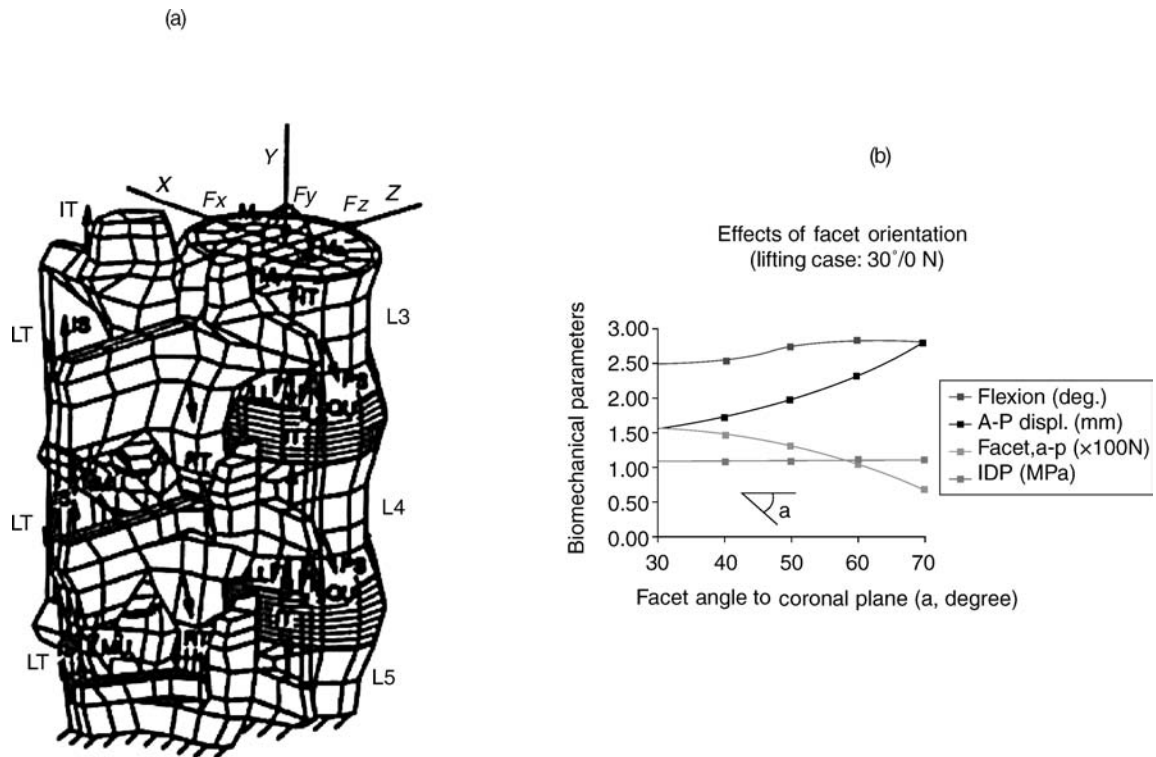 (a)
Y
X
Fx
Fy
Fz
Z
IT
LT
L3
LT
L4
LT
L5
(b)
Effects of facet orientation
(lifting case: 30°/0 N)
Biomechanical parameters
3.00
2.50
2.00
1.50
1.00
0.50
0.00
a
30 40 50 60 70
Facet angle to coronal plane (a, degree)
Flexion (deg.)
A-P displ. (mm)
Facet,a-p (×100N)
IDP (MPa)